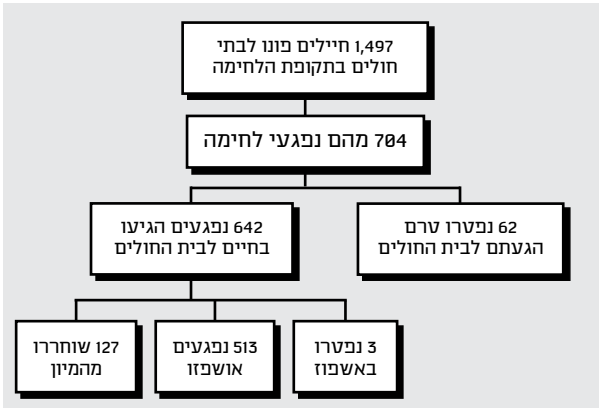 1,497 חיילים פונו לבתי
חולים בתקופת הלחימה
704 מהם נפגעי לחימה
62 נפטרו טרם
הגעתם לבית החולים
642 נפגעים הגיעו
בחיים לבית החולים
3 נפטרו
באשפוז
513 נפגעים
אושפזו
127 שוחררו
מהמיון